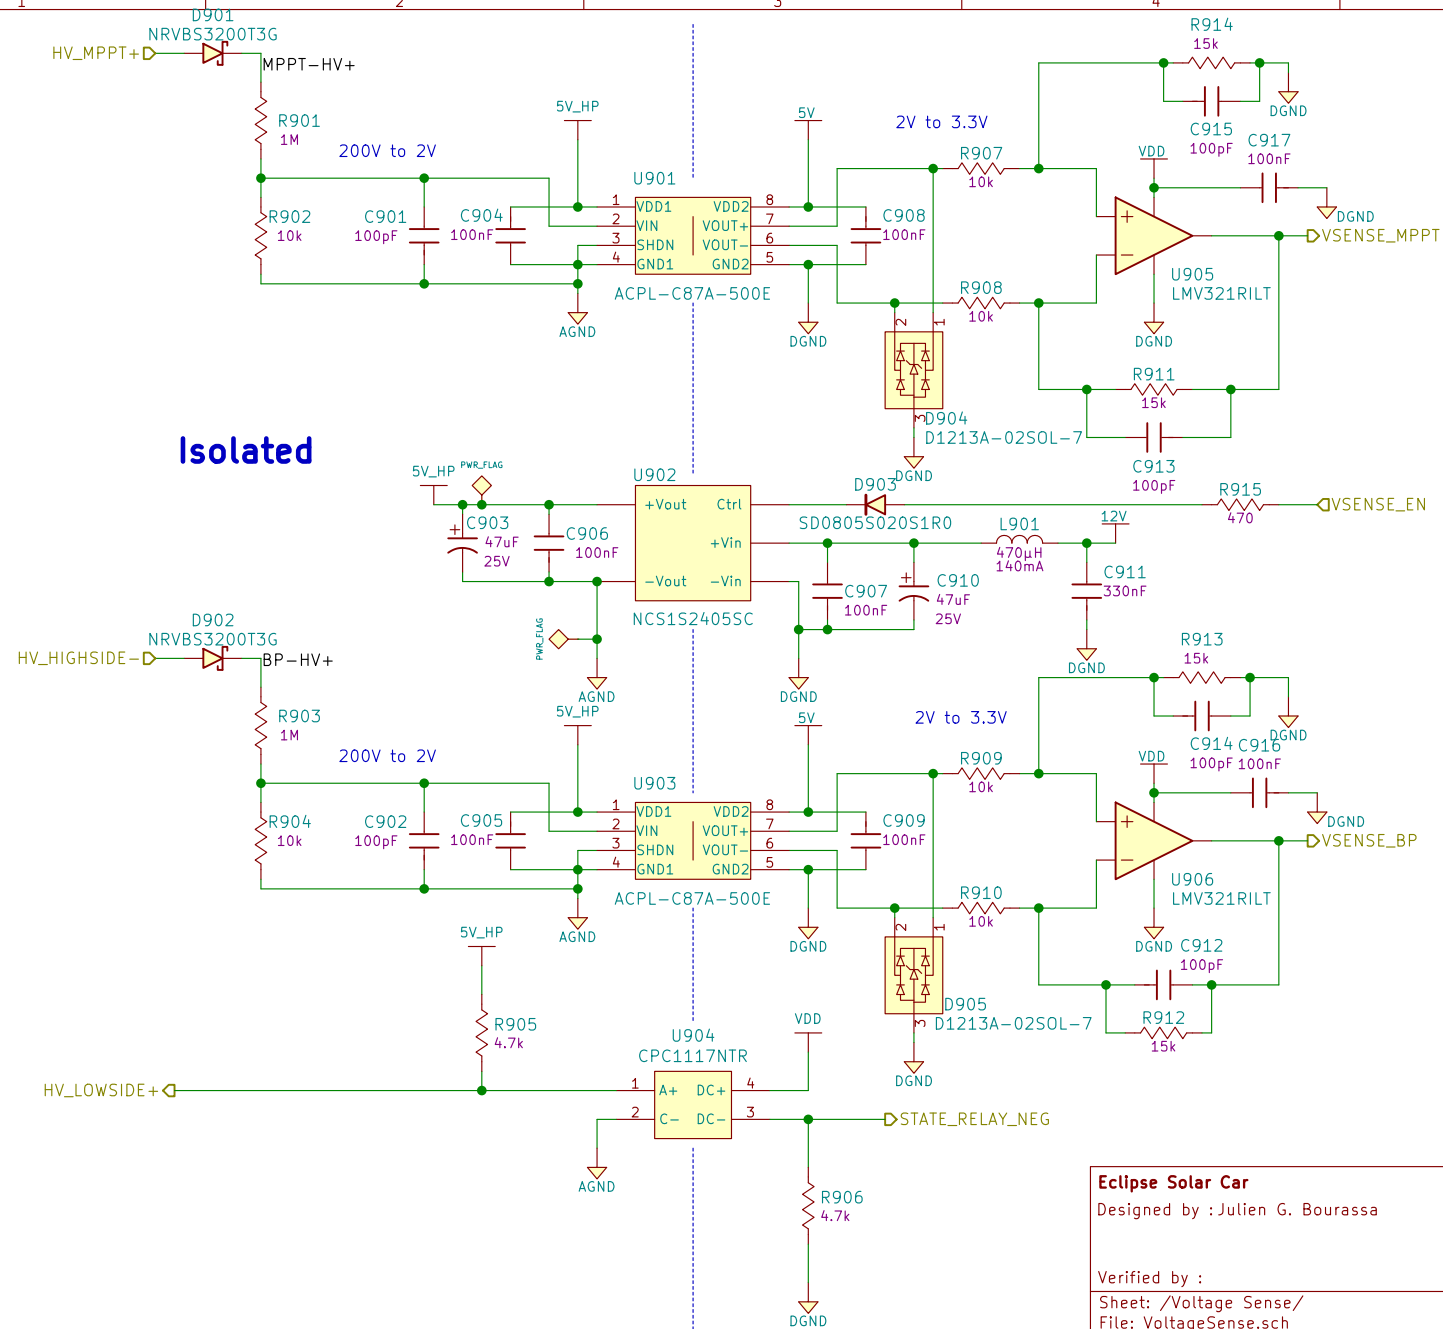 1
2
3
4
D901
NRVBS3200T3G
HV_MPPT+
MPPT-HV+
R901
1M
200V to 2V
R902
10k
C901
100pF
C904
100nF
5V_HP
AGND
U901
1
2
3
4
VDD1
VIN
SHDN
GND1
VDD2
VOUT+
VOUT-
GND2
8
7
6
5
ACPL-C87A-500E
5V
C908
100nF
DGND
2V to 3.3V
R907
10k
R908
10k
2
1
3
D904
D1213A-02SOL-7
DGND
R914
15k
C915
100pF
DGND
C917
100nF
VDD
DGND
+
-
U905
LMV321RILT
DGND
VSENSE_MPPT
R911
15k
C913
100pF
Isolated
5V_HP
PWR_FLAG
C903
+
47uF
25V
C906
100nF
PWR_FLAG
AGND
U902
+Vout
-Vout
Ctrl
+Vin
-Vin
NCS1S2405SC
D903
SD0805S020S1R0
R915
470
VSENSE_EN
L901
470µH
140mA
12V
C907
100nF
C910
+
47uF
25V
C911
330nF
DGND
DGND
D902
NRVBS3200T3G
HV_HIGHSIDE-
BP-HV+
R903
1M
200V to 2V
R904
10k
C902
100pF
C905
100nF
5V_HP
AGND
U903
1
2
3
4
VDD1
VIN
SHDN
GND1
VDD2
VOUT+
VOUT-
GND2
8
7
6
5
ACPL-C87A-500E
5V
C909
100nF
DGND
2V to 3.3V
R909
10k
R910
10k
2
1
3
D905
D1213A-02SOL-7
DGND
R913
15k
C914
100pF
DGND
C916
100nF
VDD
DGND
+
-
U906
LMV321RILT
DGND
VSENSE_BP
C912
100pF
R912
15k
5V_HP
R905
4.7k
HV_LOWSIDE+
U904
CPC1117NTR
1
2
A+
C-
DC+
DC-
4
3
AGND
VDD
STATE_RELAY_NEG
R906
4.7k
DGND
Eclipse Solar Car
Designed by :Julien G. Bourassa
Verified by :
Sheet: /Voltage Sense/
File: VoltageSense.sch